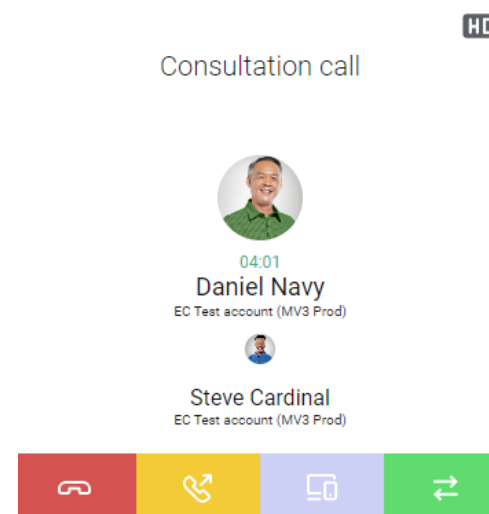 HD
Consultation call
04:01
Daniel Navy
EC Test account (MV3 Prod)
Steve Cardinal
EC Test account (MV3 Prod)